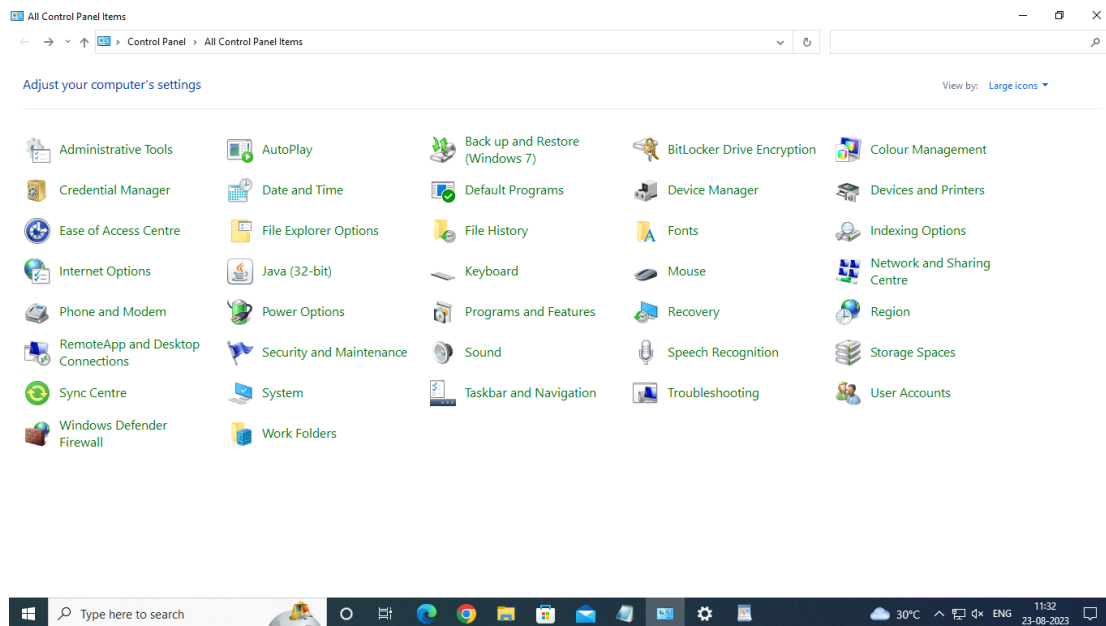 All Control Panel Items
Control Panel › All Control Panel Items
Adjust your computer's settings
View by: Large icons
Administrative Tools
AutoPlay
Back up and Restore
(Windows 7)
BitLocker Drive Encryption
Colour Management
Credential Manager
Date and Time
Default Programs
Device Manager
Devices and Printers
Ease of Access Centre
File Explorer Options
File History
Fonts
Indexing Options
Internet Options
Java (32-bit)
Keyboard
Mouse
Network and Sharing
Centre
Phone and Modem
Power Options
Programs and Features
Recovery
Region
RemoteApp and Desktop
Connections
Security and Maintenance
Sound
Speech Recognition
Storage Spaces
Sync Centre
System
Taskbar and Navigation
Troubleshooting
User Accounts
Windows Defender
Firewall
Work Folders
Type here to search
30°C
ENG
11:32
23-08-2023